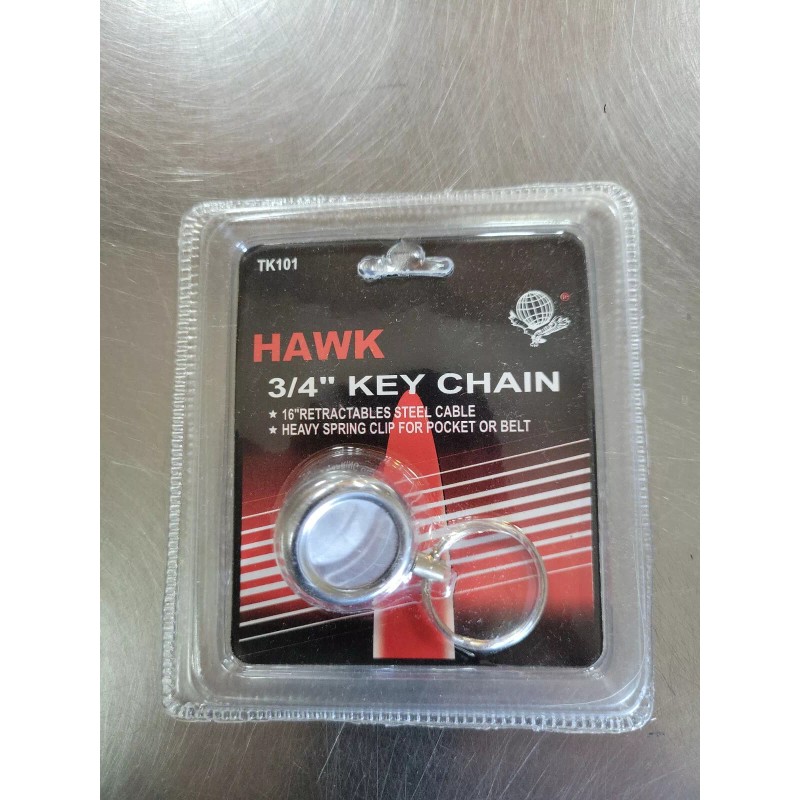 TK101
HAWK
3/4" KEY CHAIN
★ 16"RETRACTABLES STEEL CABLE
★ HEAVY SPRING CLIP FOR POCKET OR BELT